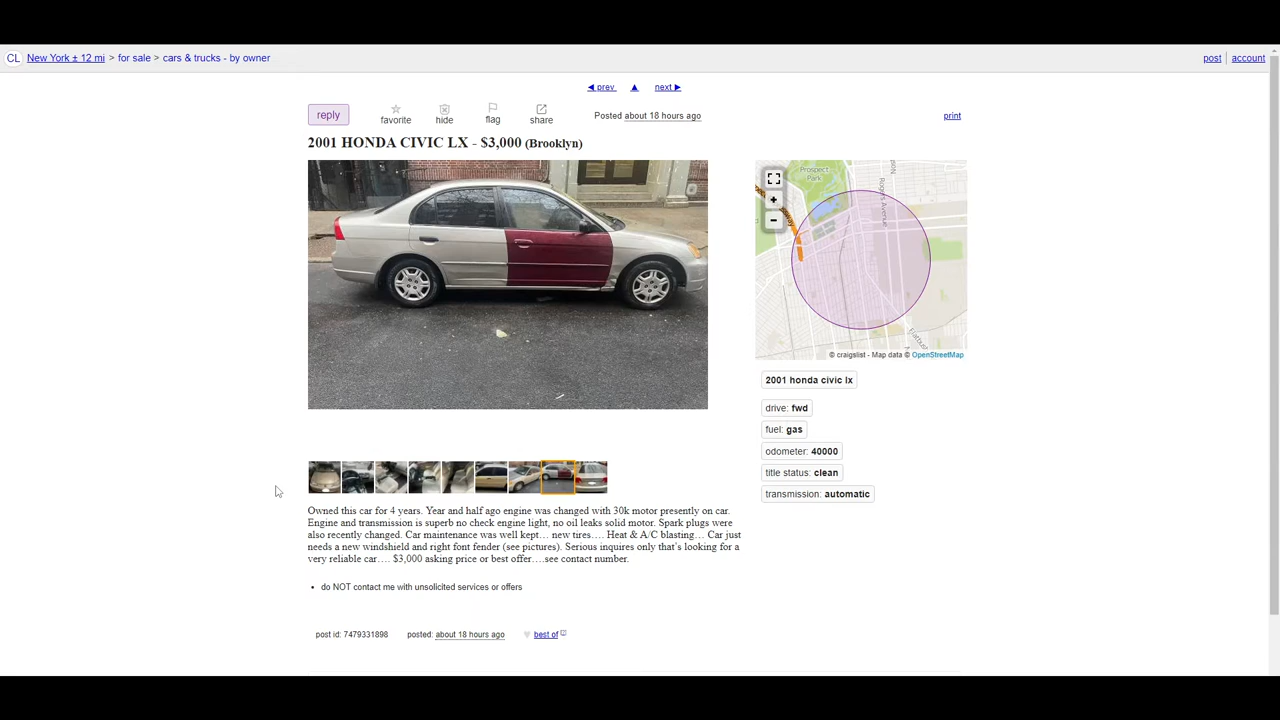 CL New York ± 12 mi > for sale > cars & trucks - by owner post account
◀ prev ▲ next ▶
reply favorite hide flag share Posted about 18 hours ago print
2001 HONDA CIVIC LX - $3,000 (Brooklyn)
Prospect
Park
Rogers Avenue
+
−
© craigslist - Map data © OpenStreetMap
2001 honda civic lx
drive: fwd
fuel: gas
odometer: 40000
title status: clean
transmission: automatic
Owned this car for 4 years. Year and half ago engine was changed with 30k motor presently on car.
Engine and transmission is superb no check engine light, no oil leaks solid motor. Spark plugs were
also recently changed. Car maintenance was well kept… new tires…. Heat & A/C blasting… Car just
needs a new windshield and right font fender (see pictures). Serious inquires only that's looking for a
very reliable car…. $3,000 asking price or best offer….see contact number.
• do NOT contact me with unsolicited services or offers
post id: 7479331898 posted: about 18 hours ago best of